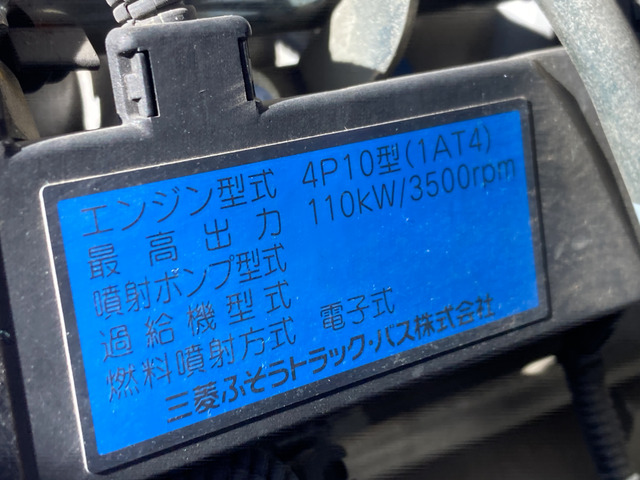 エンジン型式 4P10型(1AT4)
最高出力 110kW/3500rpm
噴射ポンプ型式
過給機型式
燃料噴射方式 電子式
三菱ふそうトラック・バス株式会社